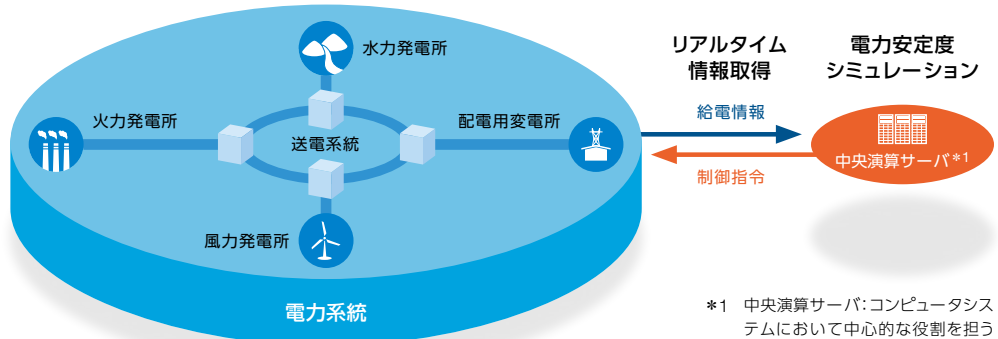 水力発電所
火力発電所
送電系統
配電用変電所
風力発電所
電力系統
リアルタイム
情報取得
給電情報
制御指令
電力安定度
シミュレーション
中央演算サーバ*1
*1 中央演算サーバ:コンピュータシス
テムにおいて中心的な役割を担う